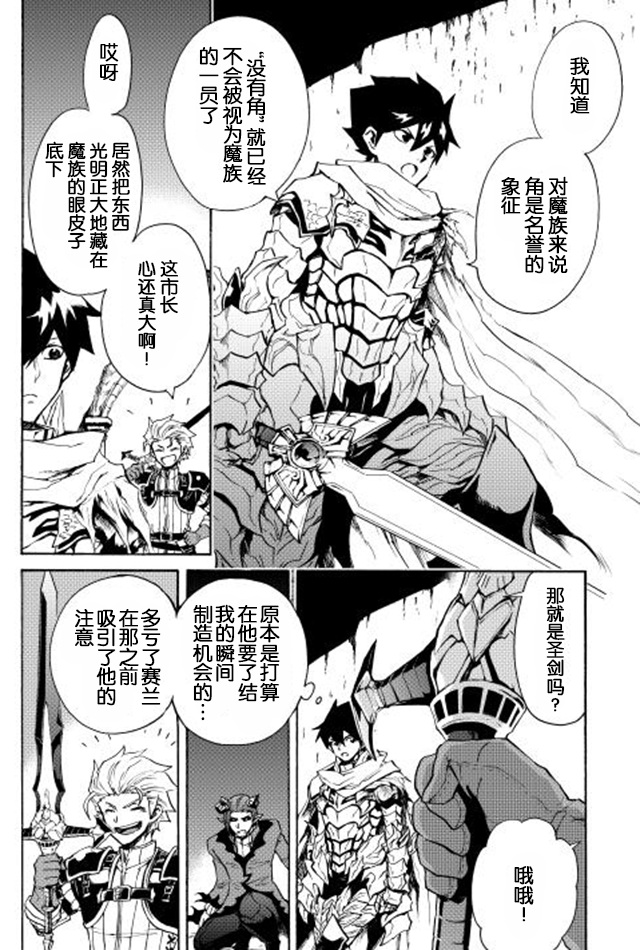 我知道
对魔族来说
角是名誉的
象征
“没有角”就已经
不会被视为魔族
的一员了
哎呀
居然把东西
光明正大地藏在
魔族的眼皮子
底下
这市长
心还真大啊！
那就是圣剑吗？
哦哦！
原本是打算
在他要了结
我的瞬间
制造机会的…
多亏了赛兰
在那之前
吸引了他的
注意